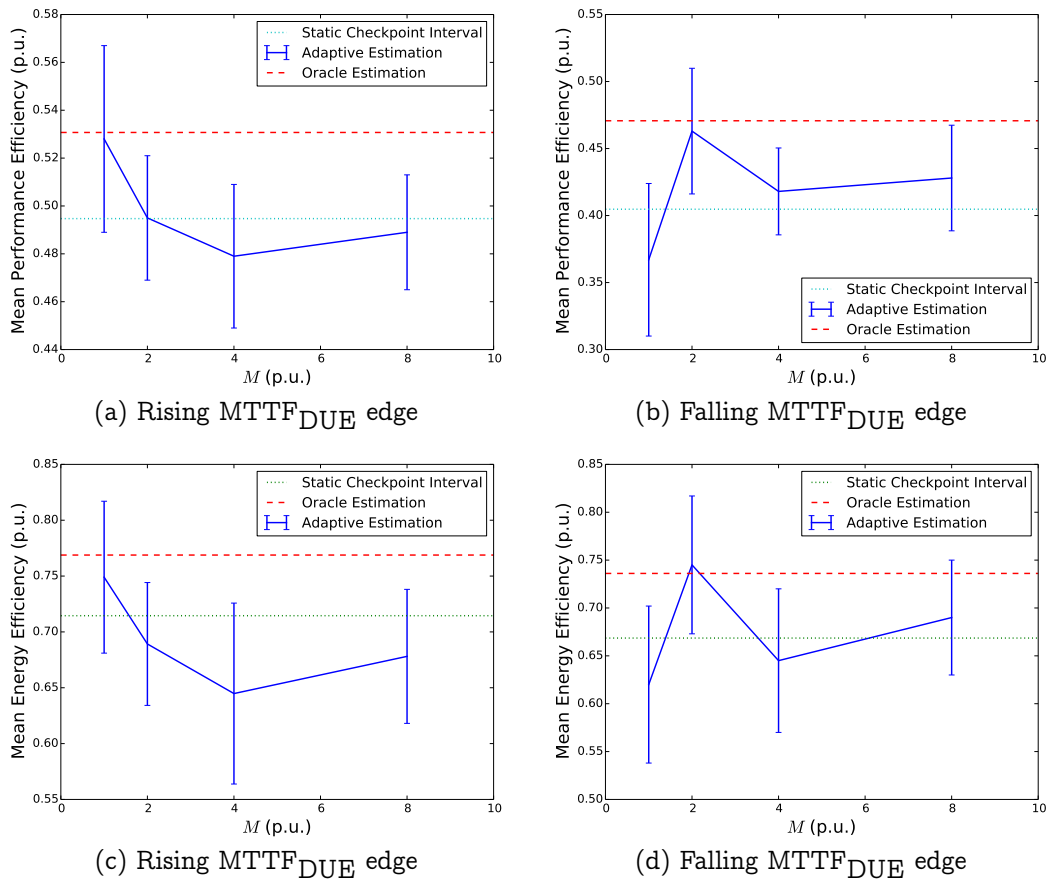 0.58
0.56
0.54
0.52
0.50
0.48
0.46
0.44
Mean Performance Efficiency (p.u.)
Static Checkpoint Interval
Adaptive Estimation
Oracle Estimation
0 2 4 6 8 10
M (p.u.)
(a) Rising MTTF_DUE edge
0.55
0.50
0.45
0.40
0.35
0.30
Mean Performance Efficiency (p.u.)
Static Checkpoint Interval
Adaptive Estimation
Oracle Estimation
0 2 4 6 8 10
M (p.u.)
(b) Falling MTTF_DUE edge
0.85
0.80
0.75
0.70
0.65
0.60
0.55
Mean Energy Efficiency (p.u.)
Static Checkpoint Interval
Oracle Estimation
Adaptive Estimation
0 2 4 6 8 10
M (p.u.)
(c) Rising MTTF_DUE edge
0.85
0.80
0.75
0.70
0.65
0.60
0.55
0.50
Mean Energy Efficiency (p.u.)
Static Checkpoint Interval
Oracle Estimation
Adaptive Estimation
0 2 4 6 8 10
M (p.u.)
(d) Falling MTTF_DUE edge